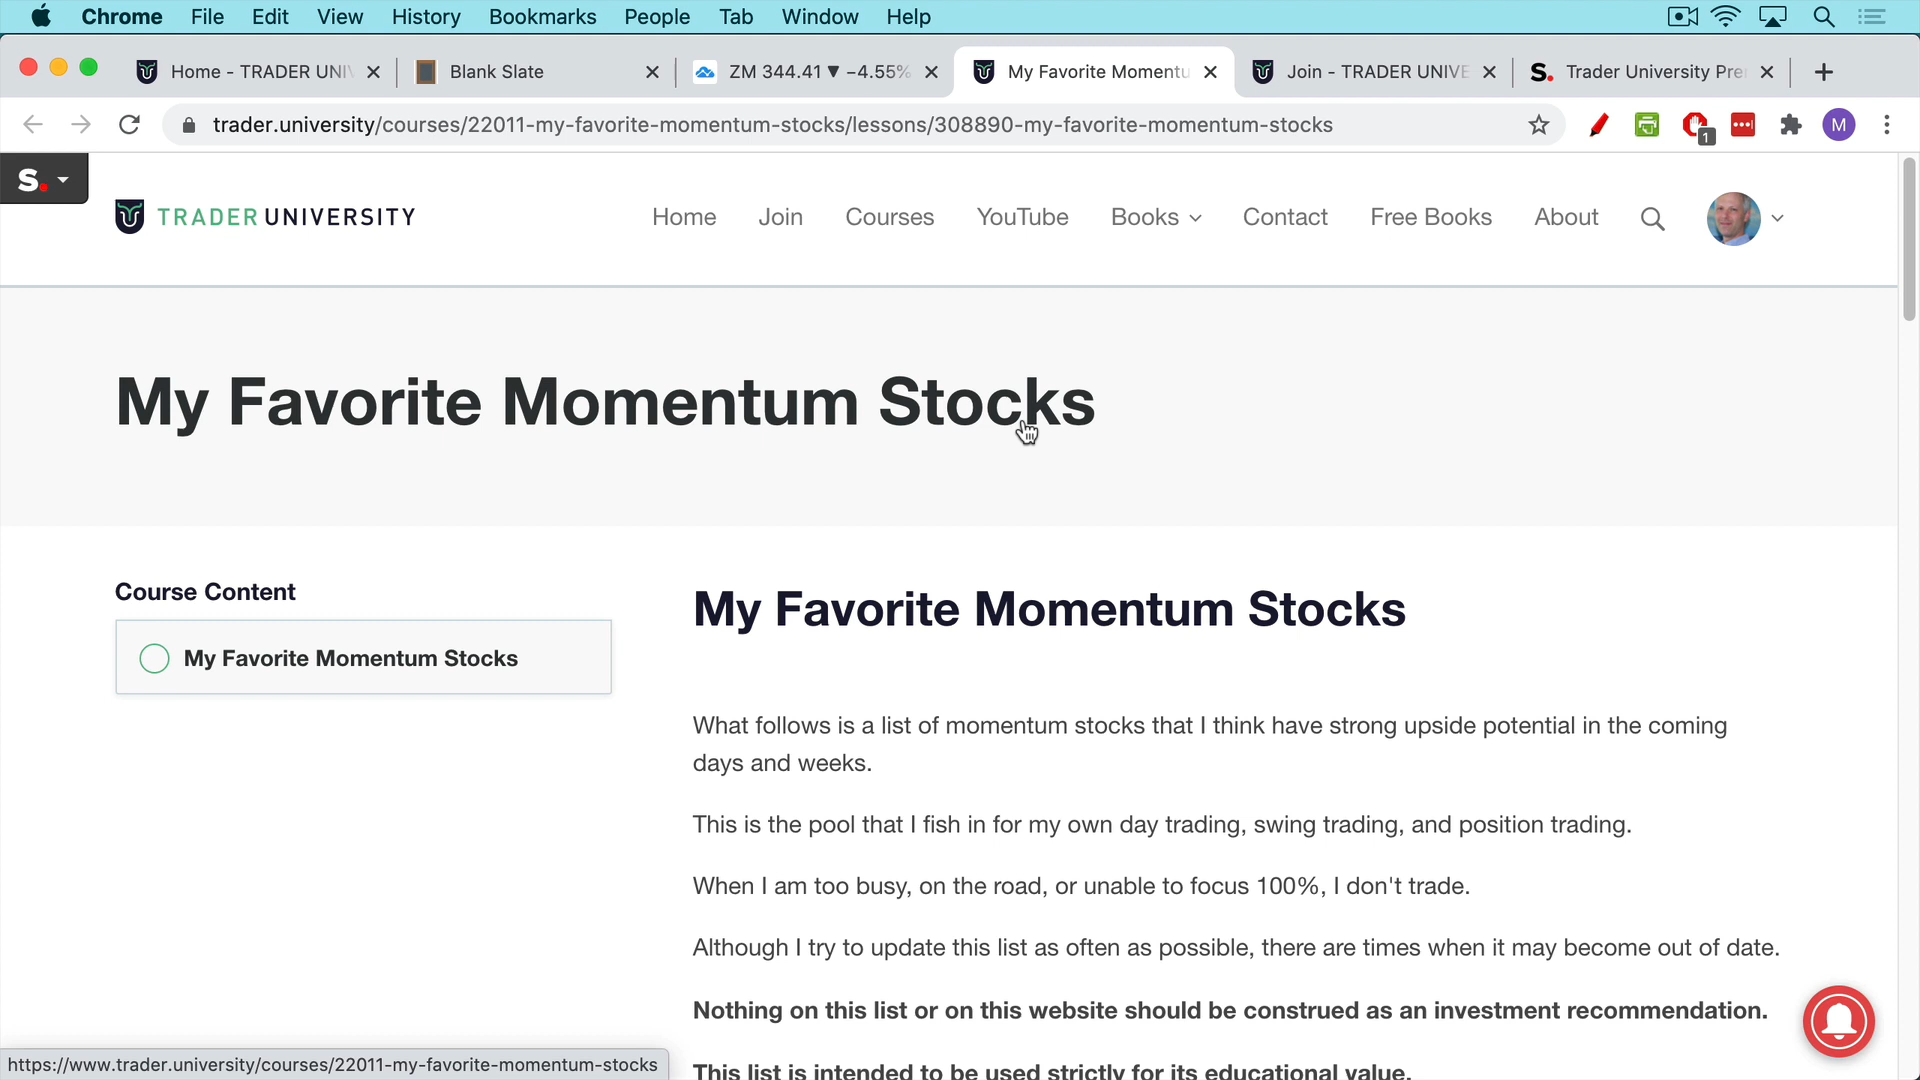 Chrome File Edit View History Bookmarks People Tab Window Help
Home - TRADER UNIV
Blank Slate
ZM 344.41 ▼ −4.55%
My Favorite Momentu
Join - TRADER UNIVE
S. Trader University Pre
trader.university/courses/22011-my-favorite-momentum-stocks/lessons/308890-my-favorite-momentum-stocks
1
M
S.
TRADER UNIVERSITY
Home Join Courses YouTube Books Contact Free Books About
My Favorite Momentum Stocks
Course Content
My Favorite Momentum Stocks
My Favorite Momentum Stocks
What follows is a list of momentum stocks that I think have strong upside potential in the coming
days and weeks.
This is the pool that I fish in for my own day trading, swing trading, and position trading.
When I am too busy, on the road, or unable to focus 100%, I don't trade.
Although I try to update this list as often as possible, there are times when it may become out of date.
Nothing on this list or on this website should be construed as an investment recommendation.
This list is intended to be used strictly for its educational value.
https://www.trader.university/courses/22011-my-favorite-momentum-stocks